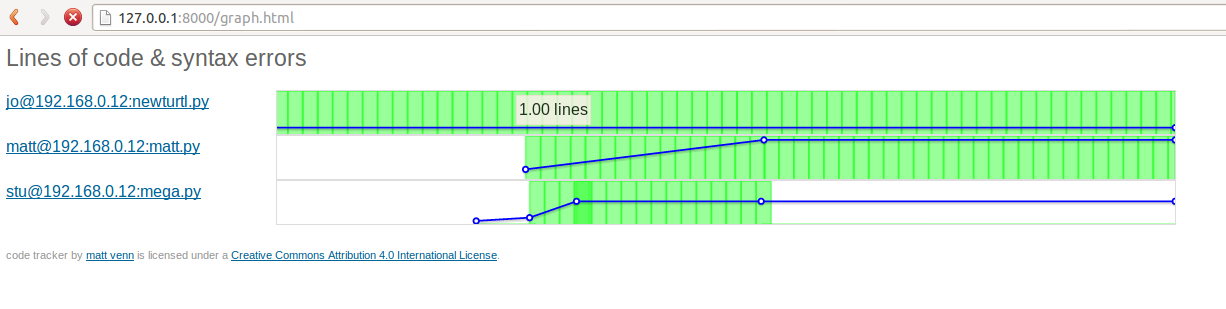 127.0.0.1:8000/graph.html
Lines of code & syntax errors
jo@192.168.0.12:newturtl.py
1.00 lines
matt@192.168.0.12:matt.py
stu@192.168.0.12:mega.py
code tracker by matt venn is licensed under a Creative Commons Attribution 4.0 International License.